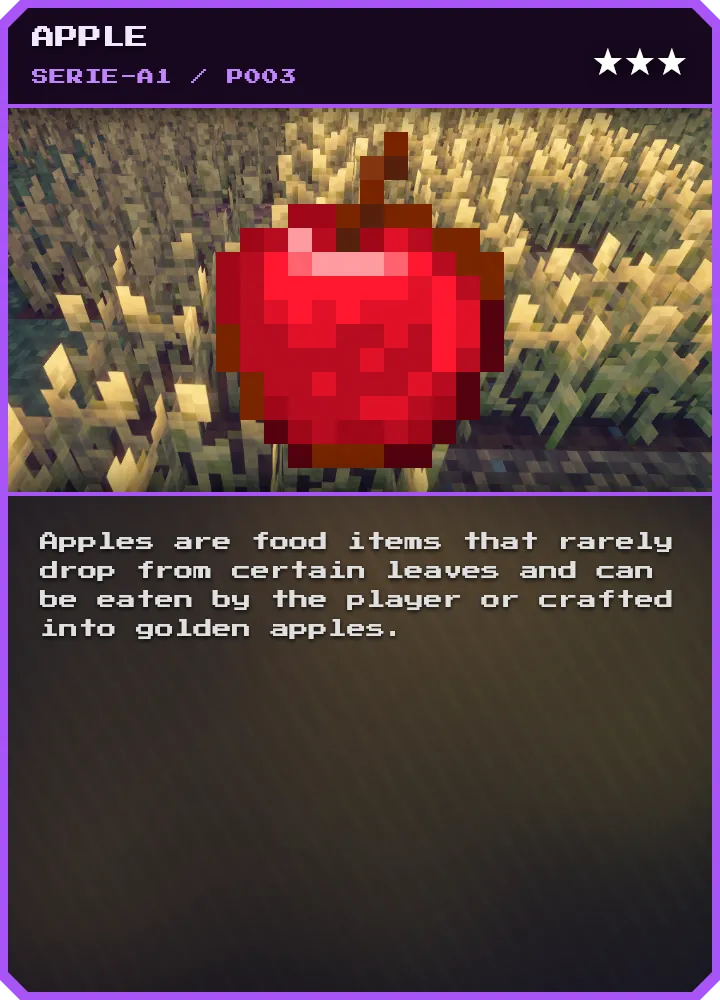 APPLE
SERIE-A1 / P003
★★★
Apples are food items that rarely
drop from certain leaves and can
be eaten by the player or crafted
into golden apples.